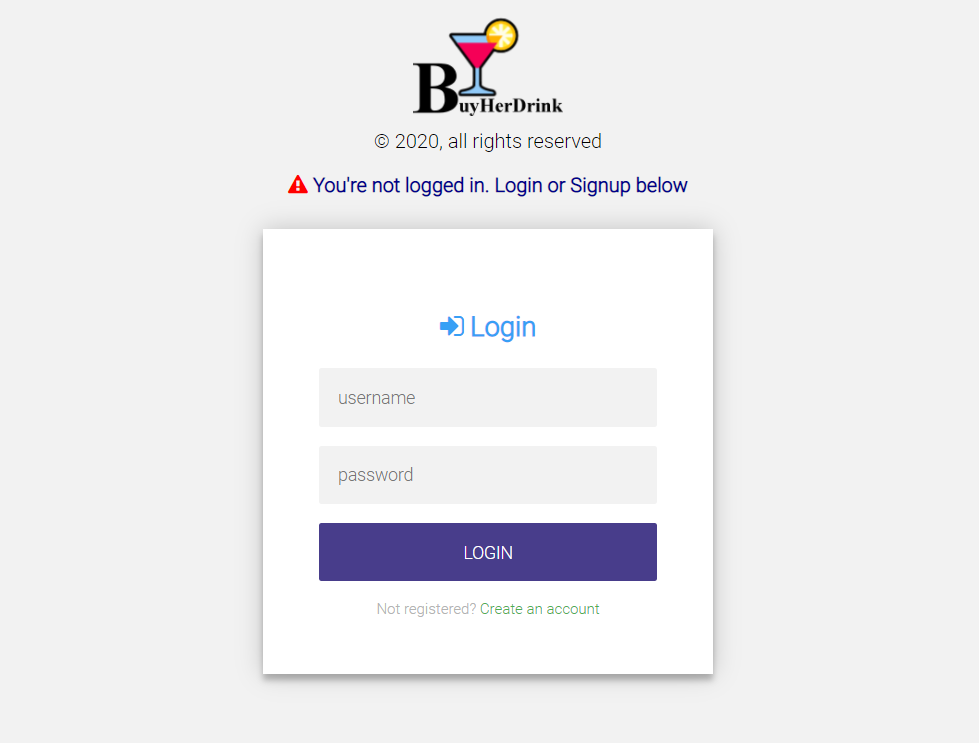 BuyHerDrink
© 2020, all rights reserved
You're not logged in. Login or Signup below
Login
username
password
LOGIN
Not registered? Create an account